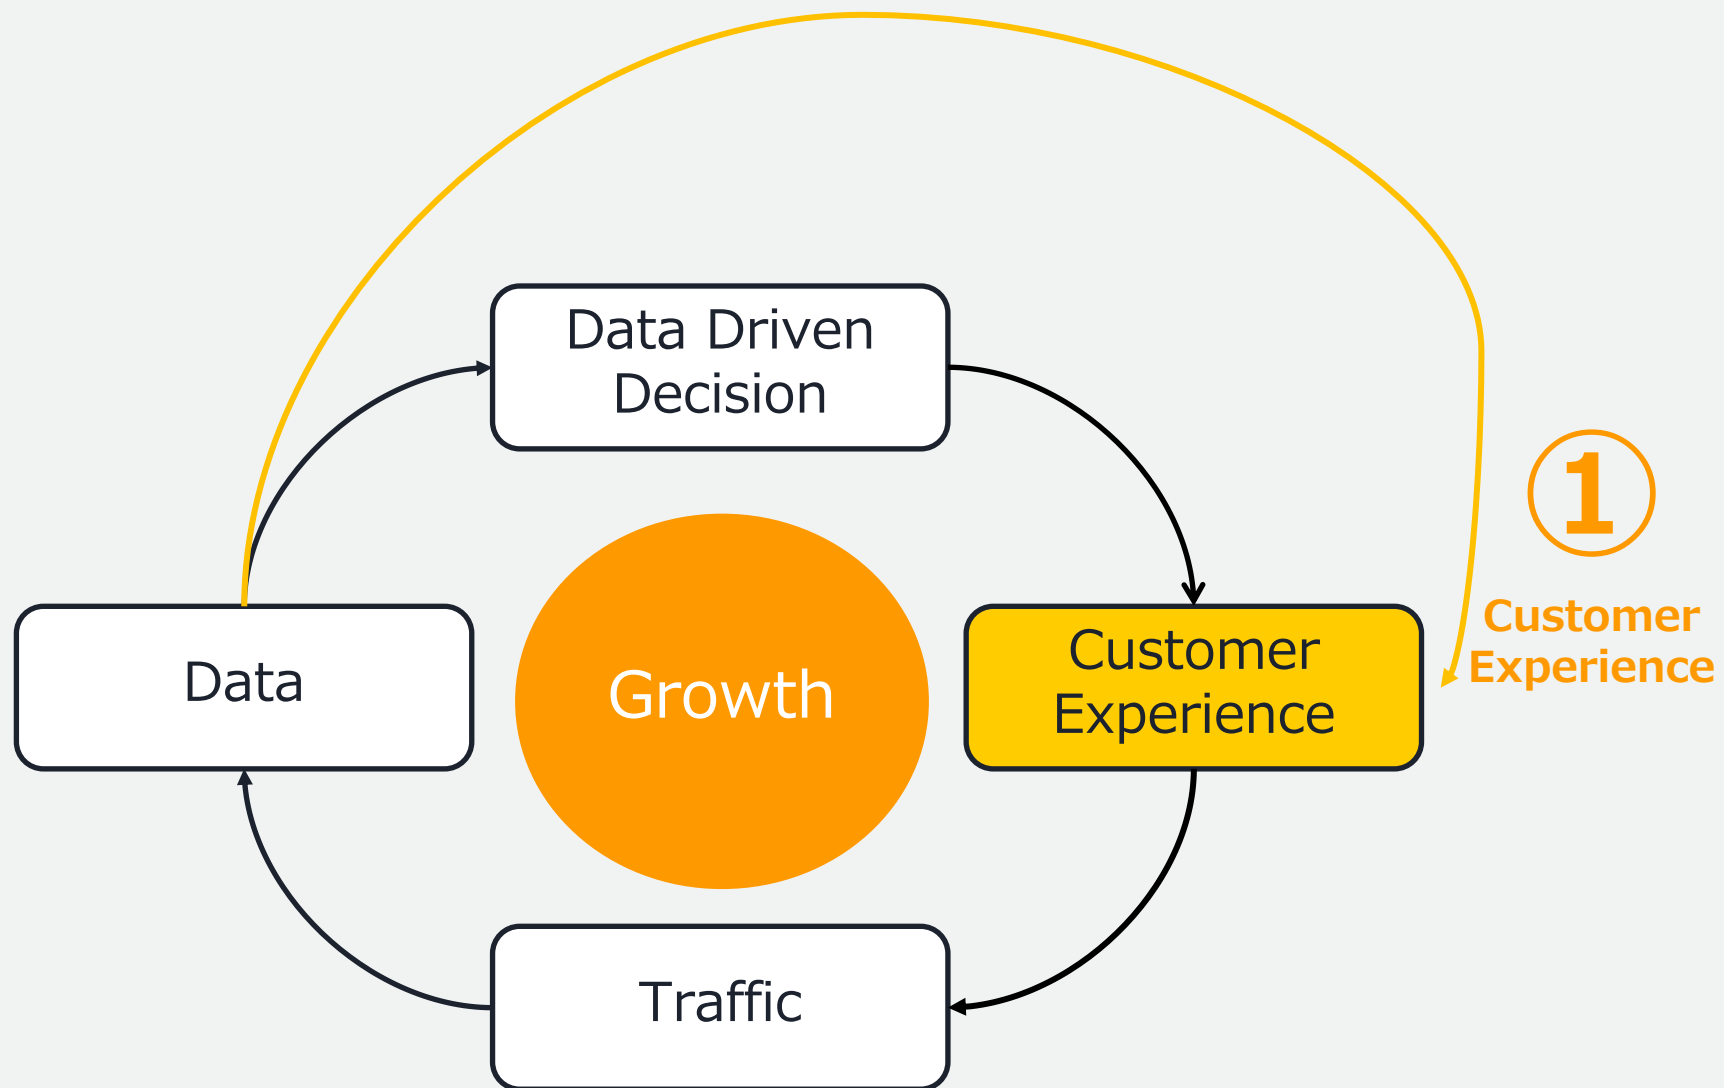 Data Driven
Decision
①
Customer
Experience
Customer
Experience
Data
Growth
Traffic